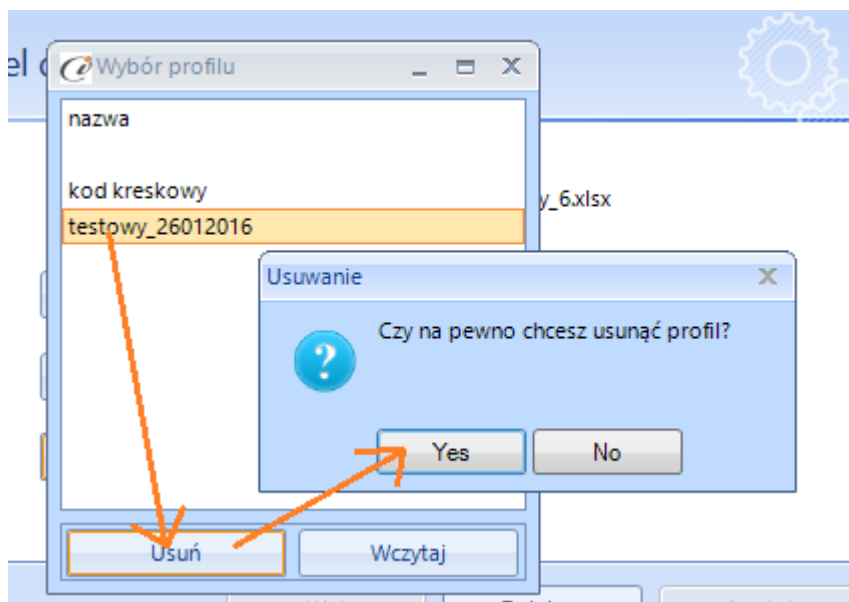 Wybór profilu
nazwa
kod kreskowy
y_6.xlsx
testowy_26012016
Usuwanie
Czy na pewno chcesz usunąć profil?
Yes
No
Usuń
Wczytaj